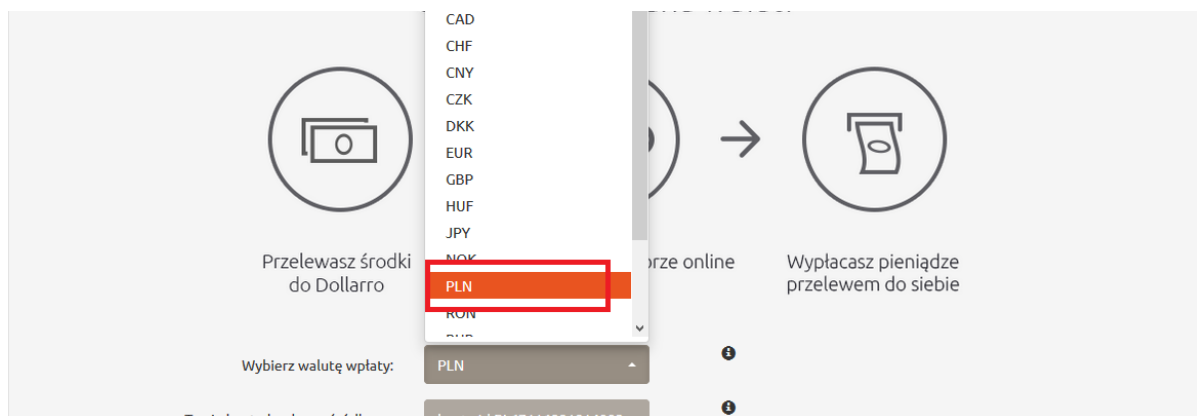 CAD
CHF
CNY
CZK
DKK
EUR
GBP
HUF
JPY
NOK
PLN
RON
Przelewasz środki
do Dollarro
online
Wypłacasz pieniądze
przelewem do siebie
Wybierz walutę wpłaty:
PLN